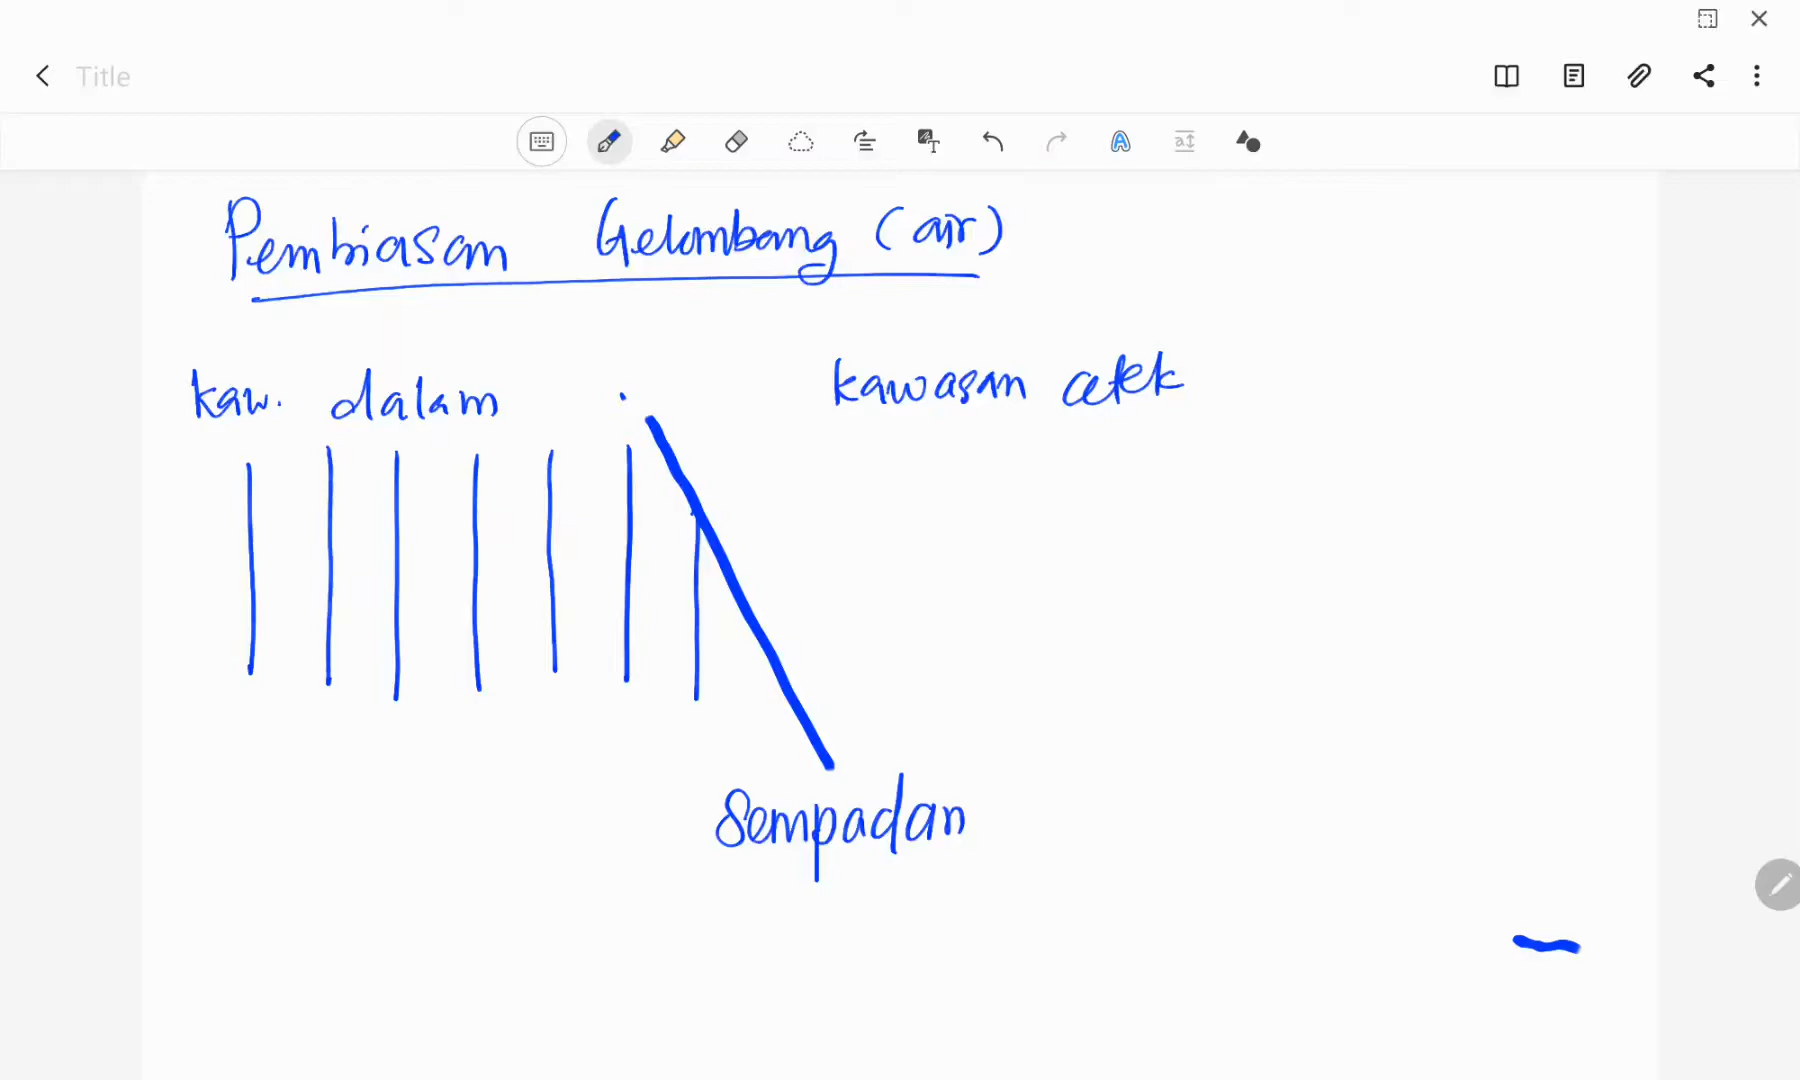 Title
Pembiasan Gelombang (air)
kaw. dalam
kawasan cetek
Sempadan